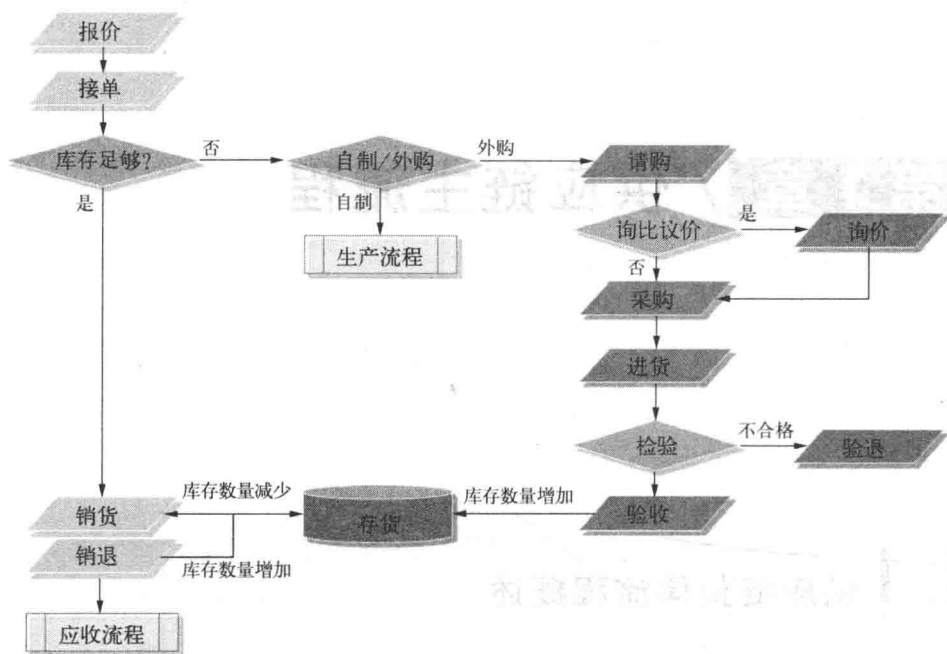 报价
接单
库存足够?
否
自制/外购
外购
请购
是
自制
询比议价
是
询价
生产流程
否
采购
进货
检验
不合格
验退
库存数量减少
销货
存货
库存数量增加
验收
销退
库存数量增加
应收流程